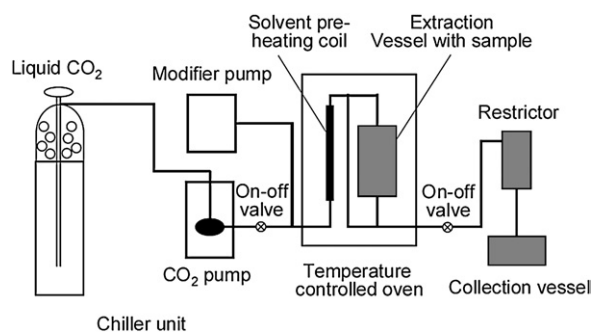 Solvent pre-
heating coil
Extraction
Vessel with sample
Liquid CO₂
Modifier pump
Restrictor
On-off
valve
On-off
valve
CO₂ pump
Temperature
controlled oven
Collection vessel
Chiller unit